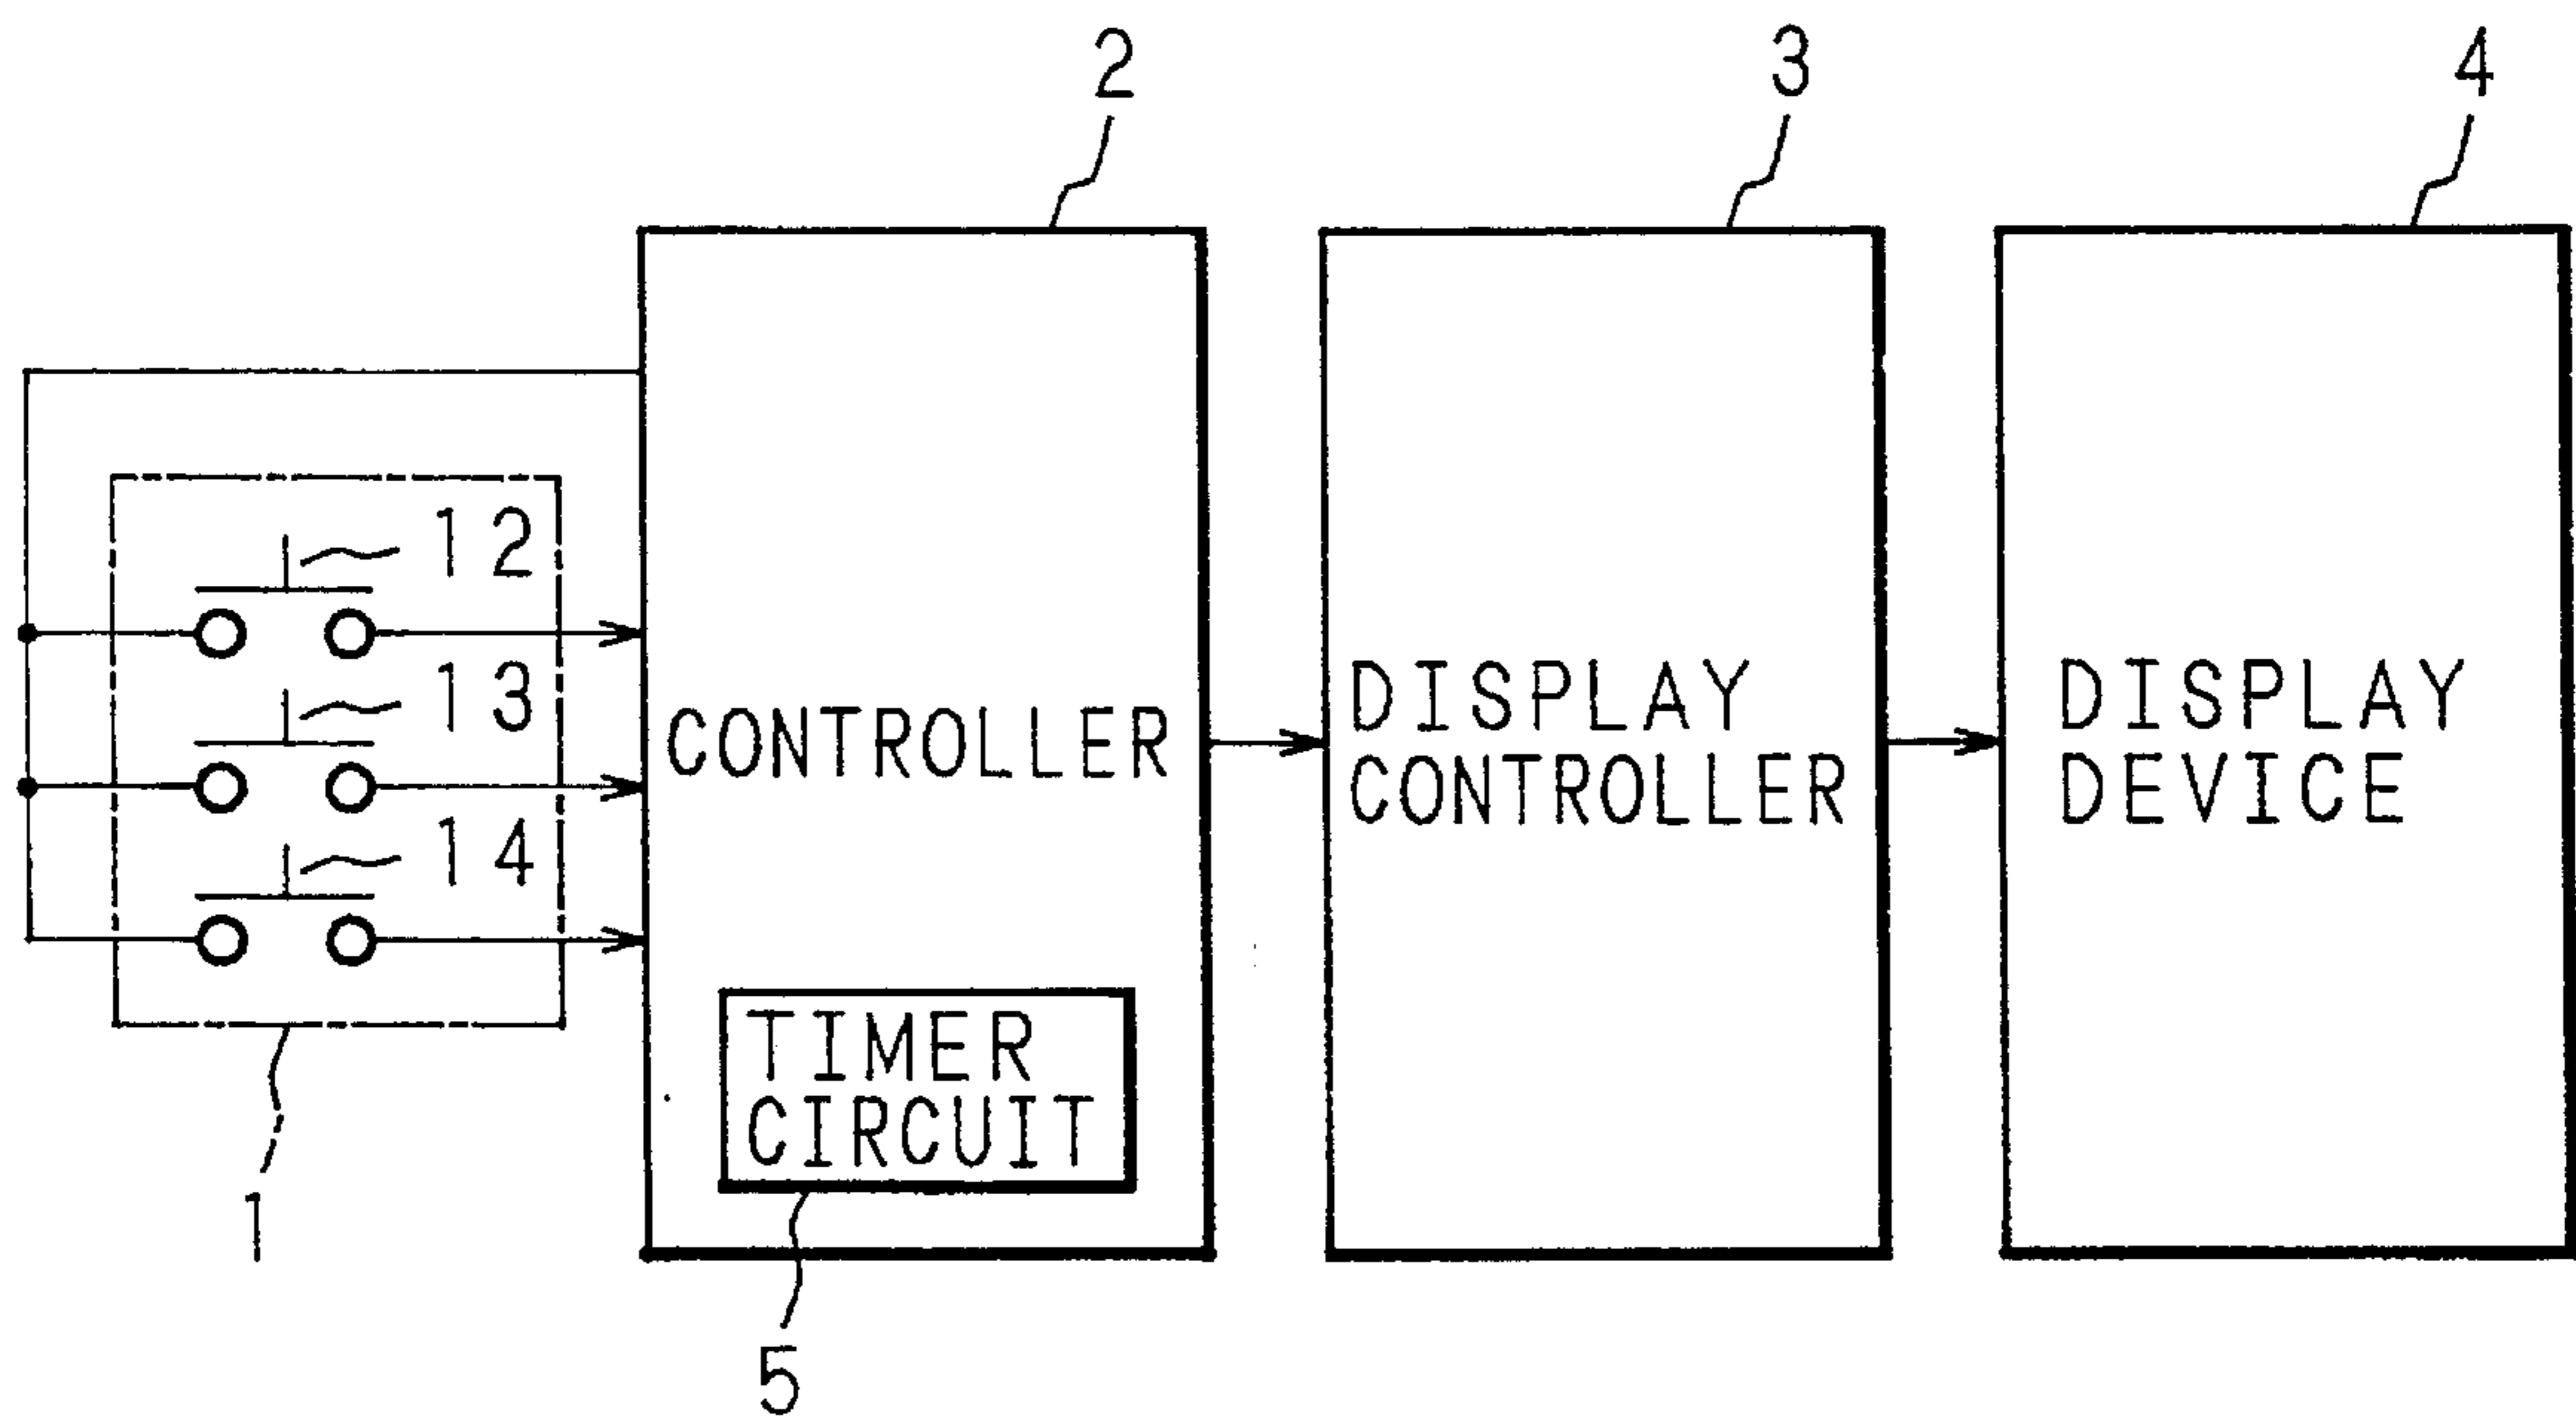 2
3
4
12
13
14
CONTROLLER
DISPLAY
CONTROLLER
DISPLAY
DEVICE
TIMER
CIRCUIT
1
5